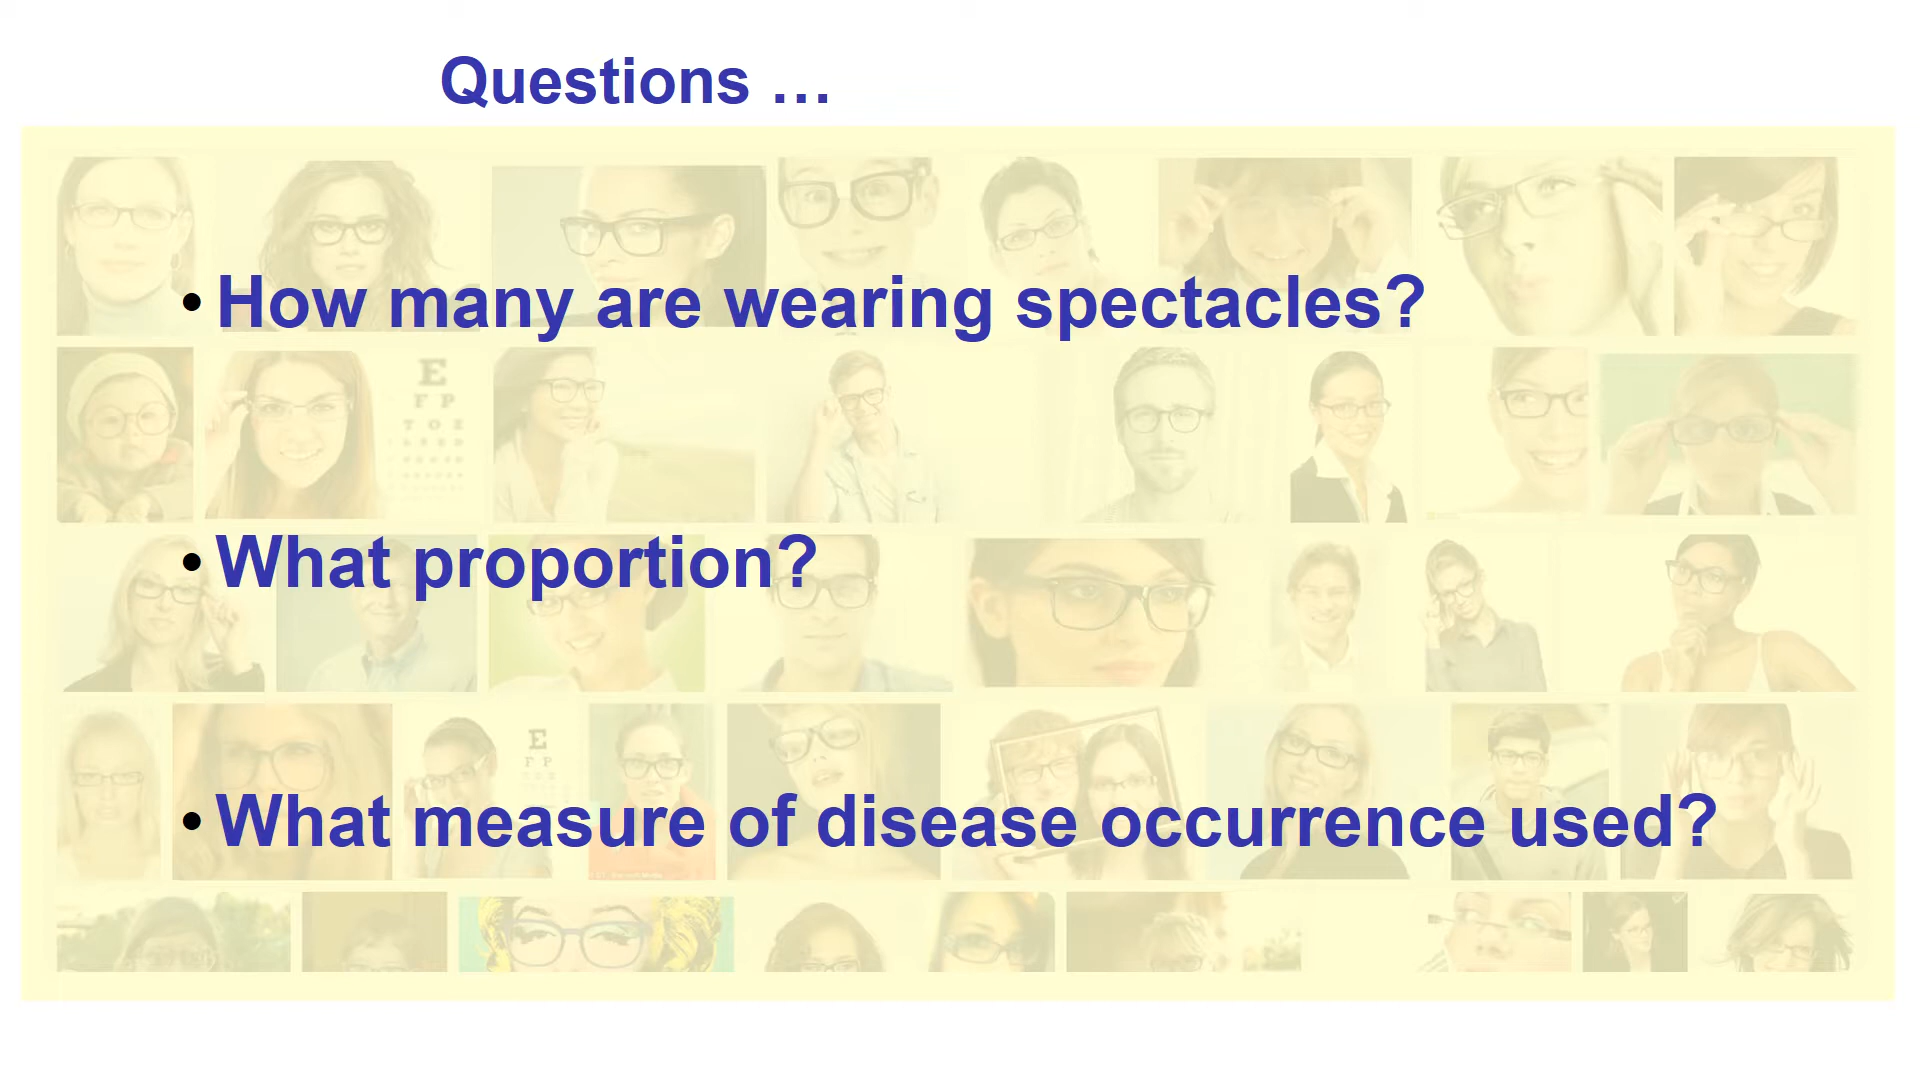 Questions …
• How many are wearing spectacles?
E
F P
T O Z
• What proportion?
E
F P
T O Z
• What measure of disease occurrence used?